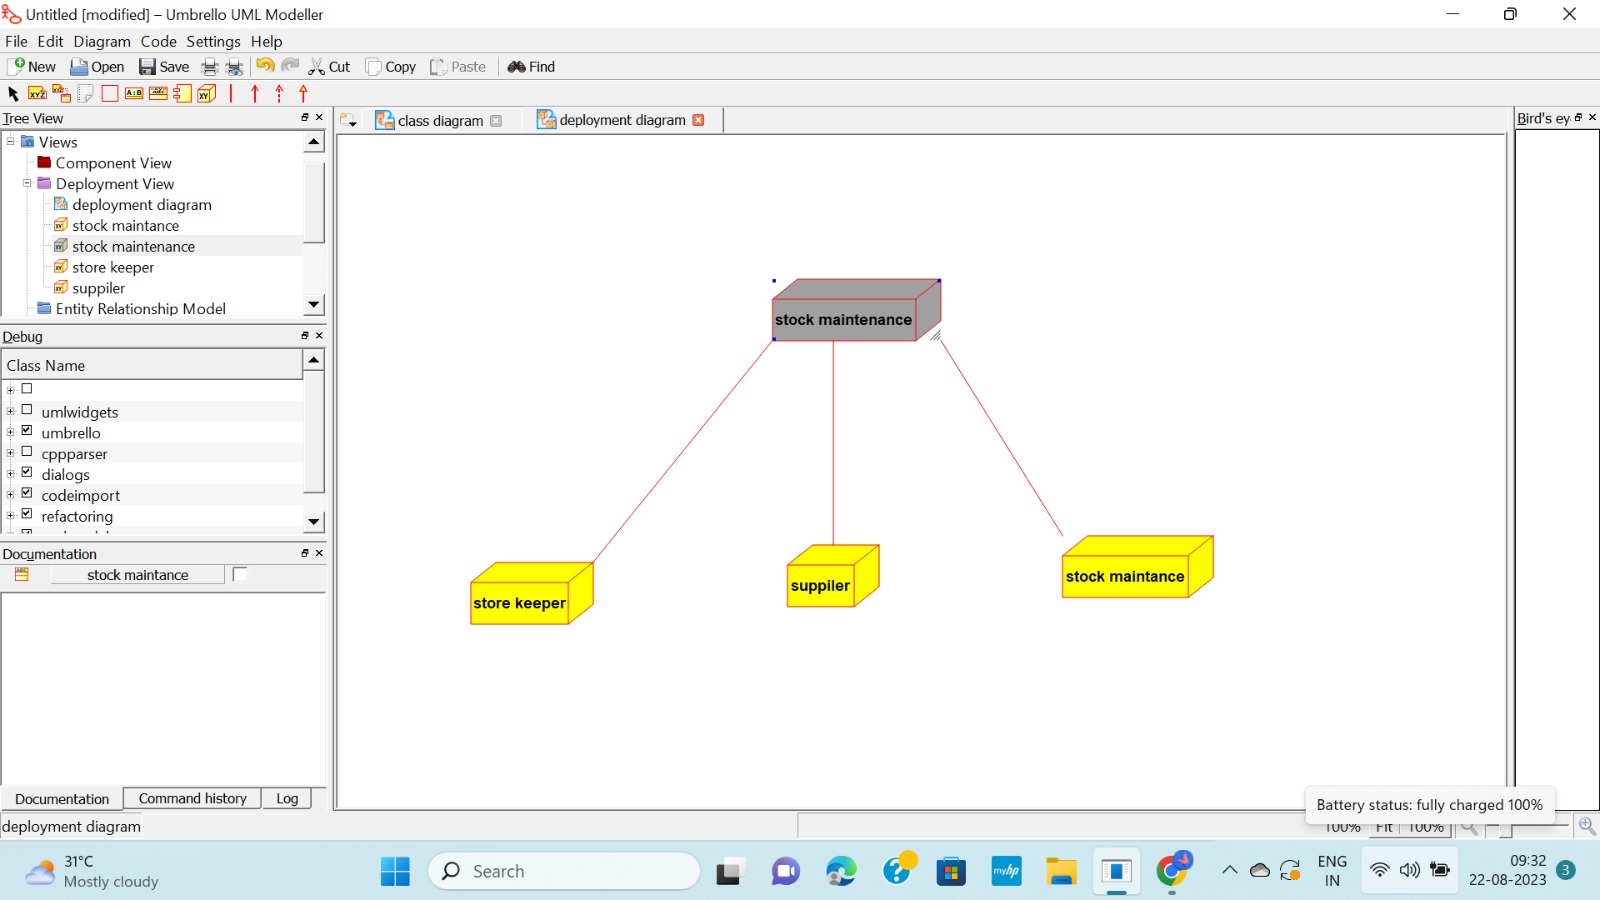 Untitled [modified] – Umbrello UML Modeller
File Edit Diagram Code Settings Help
New Open Save Cut Copy Paste Find
XYZ A:B XY
Tree View
class diagram deployment diagram
Bird's ey
Views
Component View
Deployment View
deployment diagram
stock maintance
stock maintenance
store keeper
suppiler
Entity Relationship Model
Debug
Class Name
umlwidgets
umbrello
cppparser
dialogs
codeimport
refactoring
Documentation
stock maintance
stock maintenance
store keeper
suppiler
stock maintance
Documentation Command history Log
Battery status: fully charged 100%
deployment diagram
100% Fit 100%
31°C
Mostly cloudy
Search
myhp
ENG
IN
09:32
22-08-2023
3